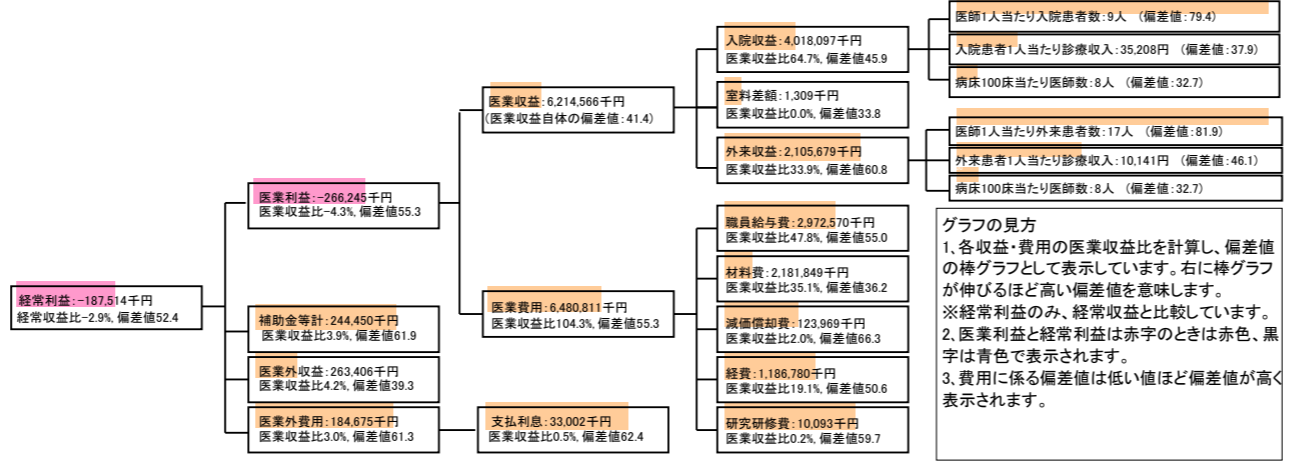 経常利益:-187,514千円
経常収益比-2.9%, 偏差値52.4
医業利益:-266,245千円
医業収益比-4.3%, 偏差値55.3
補助金等計:244,450千円
医業収益比3.9%, 偏差値61.9
医業外収益:263,406千円
医業収益比4.2%, 偏差値39.3
医業外費用:184,675千円
医業収益比3.0%, 偏差値61.3
医業収益:6,214,566千円
(医業収益自体の偏差値:41.4)
医業費用:6,480,811千円
医業収益比104.3%, 偏差値55.3
支払利息:33,002千円
医業収益比0.5%, 偏差値62.4
入院収益:4,018,097千円
医業収益比64.7%, 偏差値45.9
室料差額:1,309千円
医業収益比0.0%, 偏差値33.8
外来収益:2,105,679千円
医業収益比33.9%, 偏差値60.8
職員給与費:2,972,570千円
医業収益比47.8%, 偏差値55.0
材料費:2,181,849千円
医業収益比35.1%, 偏差値36.2
減価償却費:123,969千円
医業収益比2.0%, 偏差値66.3
経費:1,186,780千円
医業収益比19.1%, 偏差値50.6
研究研修費:10,093千円
医業収益比0.2%, 偏差値59.7
医師1人当たり入院患者数:9人 (偏差値:79.4)
入院患者1人当たり診療収入:35,208円 (偏差値:37.9)
病床100床当たり医師数:8人 (偏差値:32.7)
医師1人当たり外来患者数:17人 (偏差値:81.9)
外来患者1人当たり診療収入:10,141円 (偏差値:46.1)
病床100床当たり医師数:8人 (偏差値:32.7)
グラフの見方
1、各収益・費用の医業収益比を計算し、偏差値
の棒グラフとして表示しています。右に棒グラフ
が伸びるほど高い偏差値を意味します。
※経常利益のみ、経常収益と比較しています。
2、医業利益と経常利益は赤字のときは赤色、黒
字は青色で表示されます。
3、費用に係る偏差値は低い値ほど偏差値が高く
表示されます。